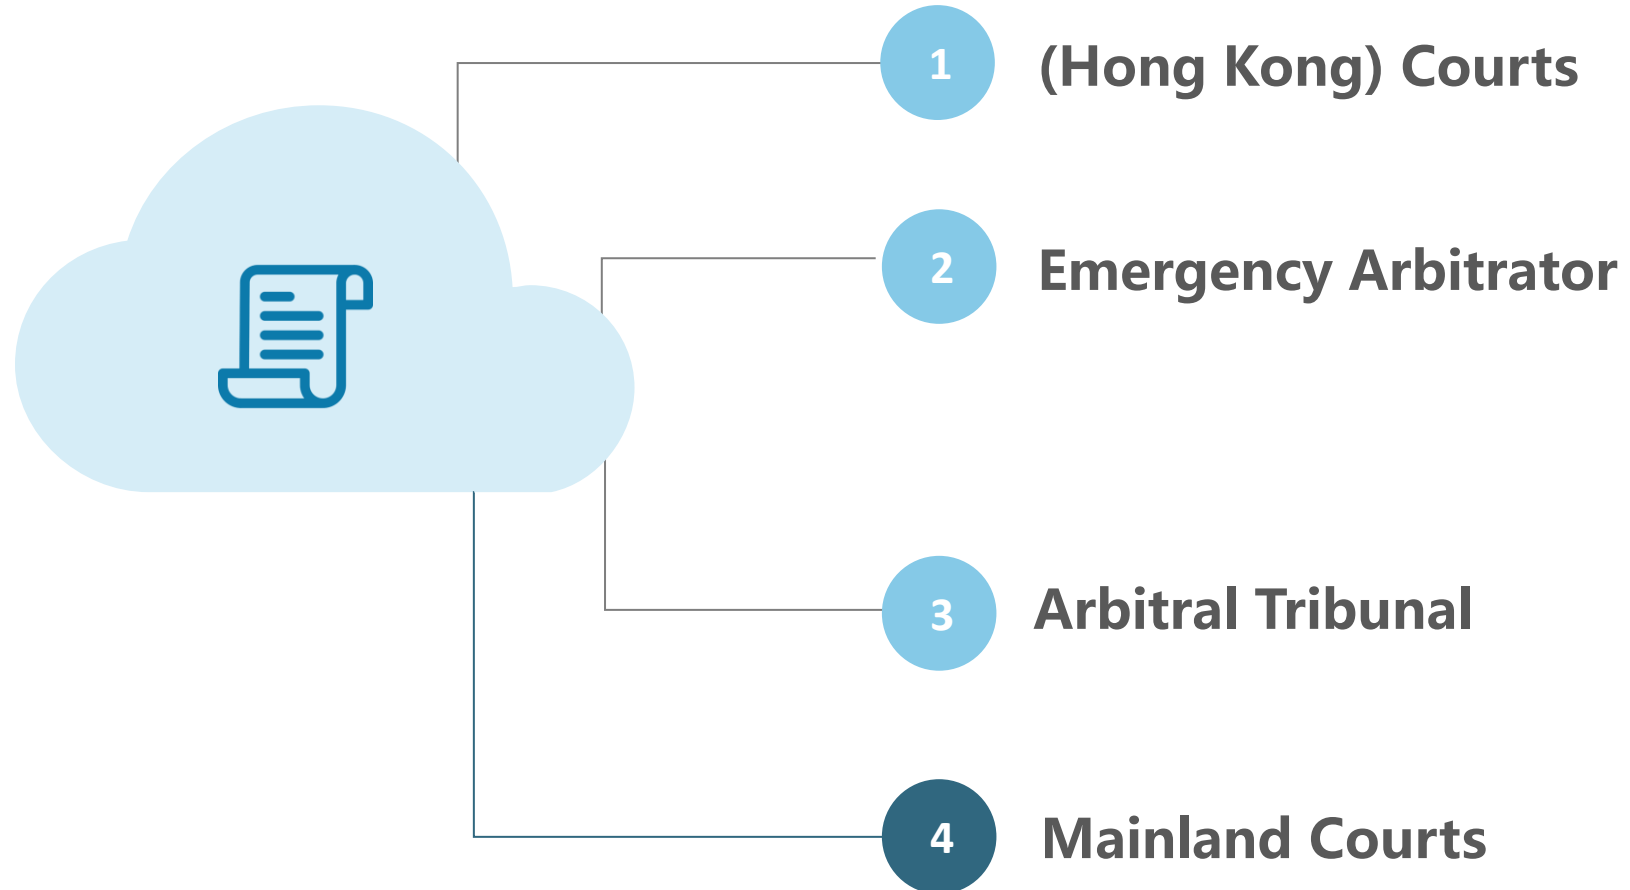 1 (Hong Kong) Courts
2 Emergency Arbitrator
3 Arbitral Tribunal
4 Mainland Courts